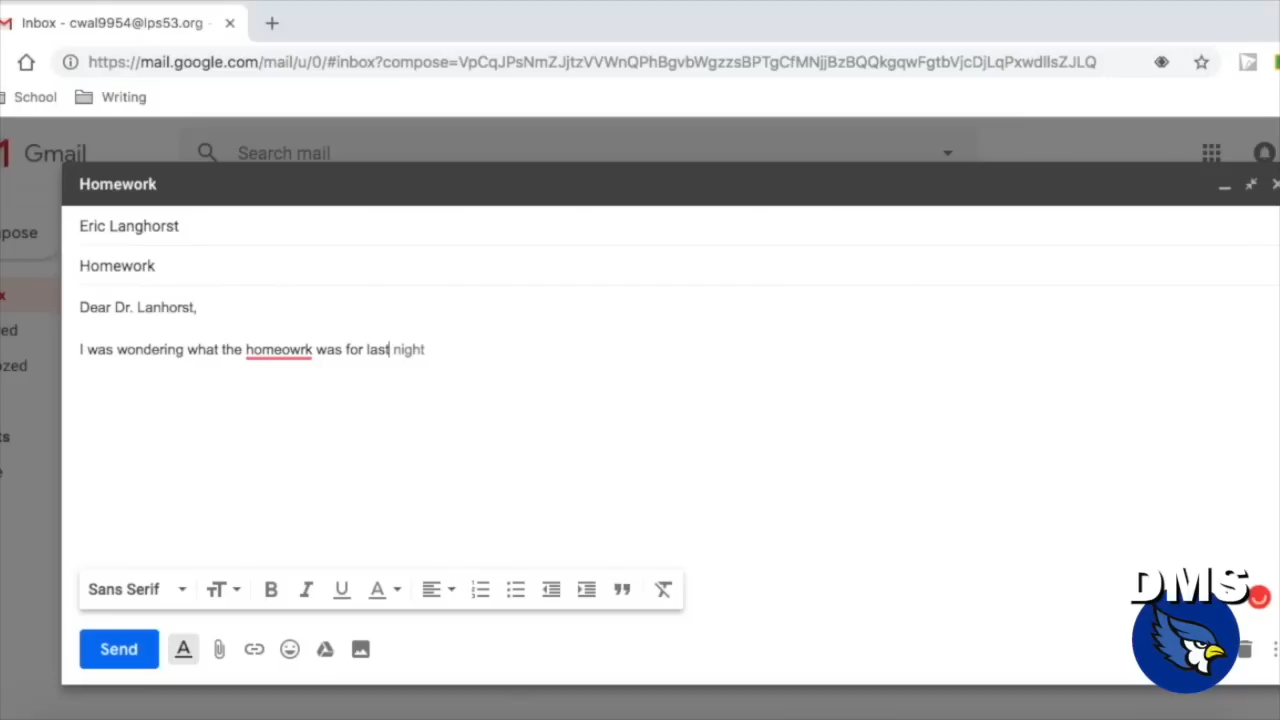 Inbox - cwal9954@lps53.org -
https://mail.google.com/mail/u/0/#inbox?compose=VpCqJPsNmZJjtzVVWnQPhBgvbWgzzsBPTgCfMNjjBzBQQkgqwFgtbVjcDjLqPxwdllsZJLQ
School Writing
Gmail Search mail
Homework
pose
Eric Langhorst
Homework
Dear Dr. Lanhorst,
I was wondering what the homeowrk was for last night
Sans Serif
Send
DMS